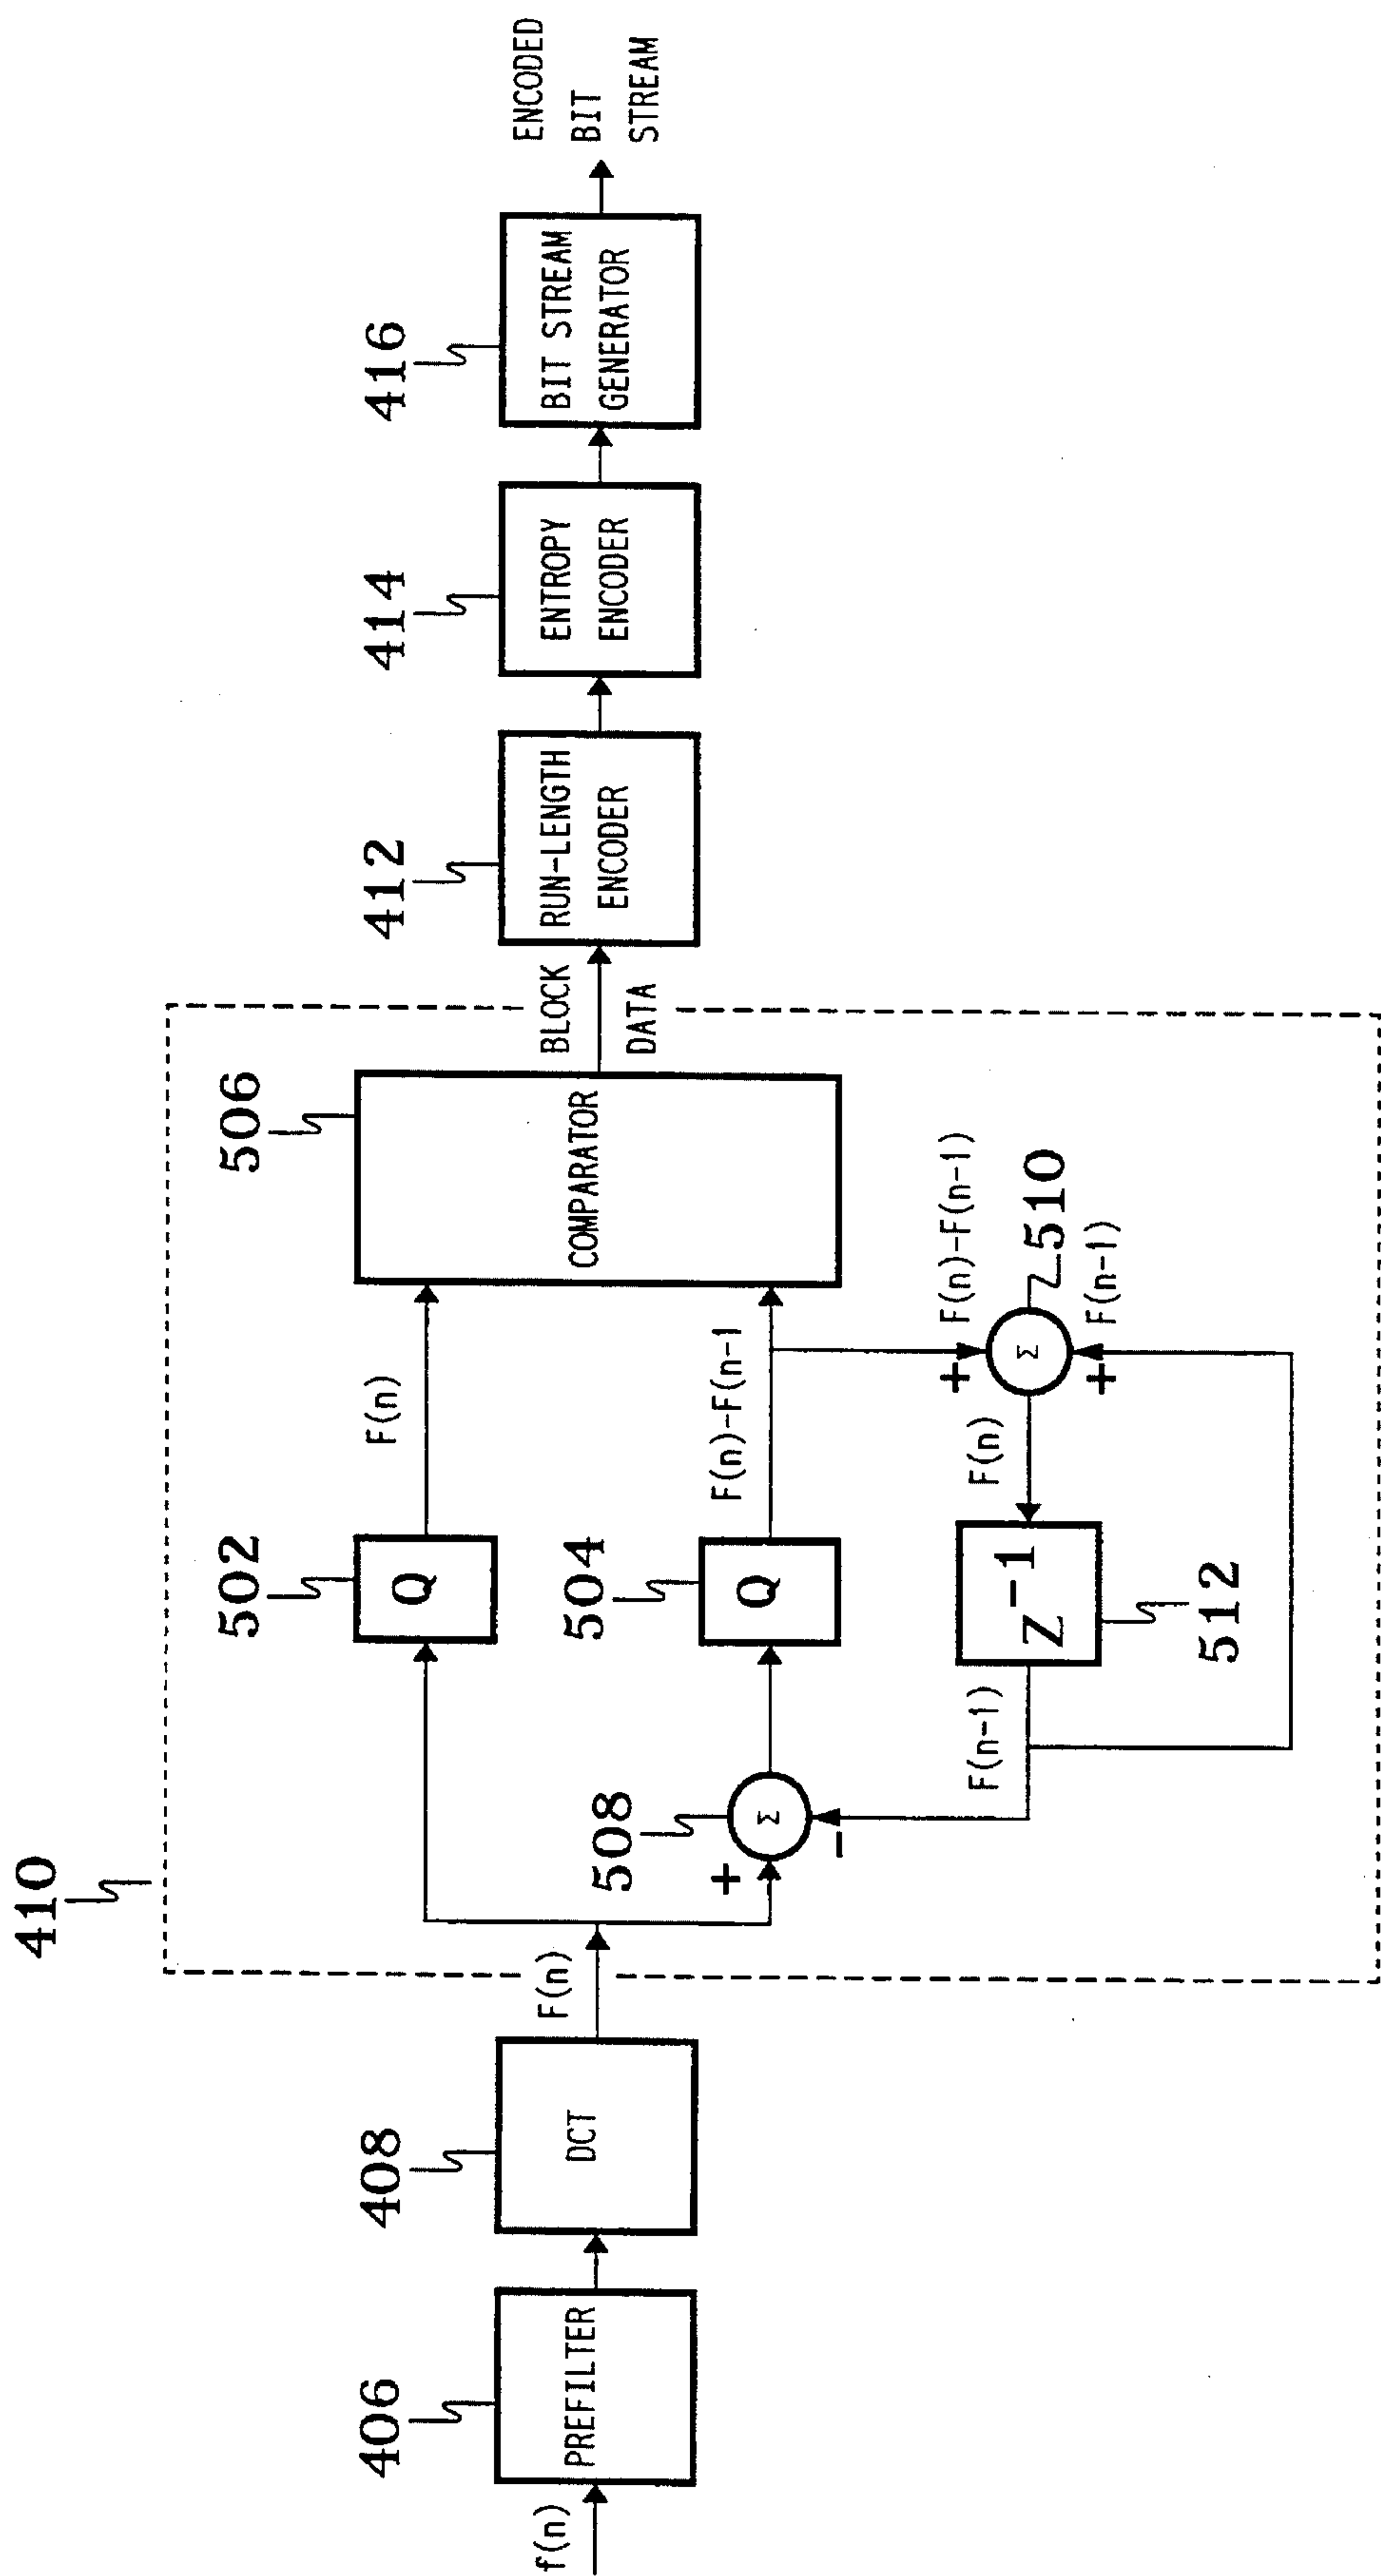 410
406
408
502
504
508
506
510
512
412
414
416
f(n)
PREFILTER
DCT
F(n)
Q
F(n)
+
-
Σ
Q
F(n)-F(n-1
COMPARATOR
F(n)-F(n-1)
+
Σ
+
F(n-1)
F(n)
Z-1
F(n-1)
BLOCK
DATA
RUN-LENGTH
ENCODER
ENTROPY
ENCODER
BIT STREAM
GENERATOR
ENCODED
BIT
STREAM